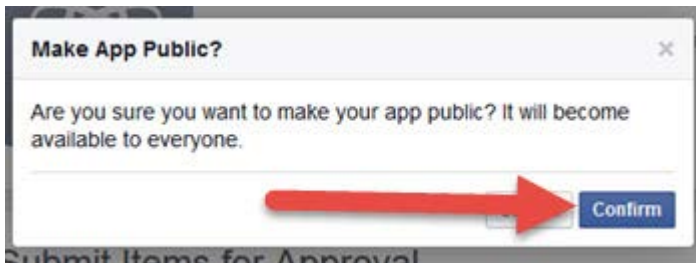 Make App Public?
Are you sure you want to make your app public? It will become
available to everyone.
Confirm
Submit Items for Approval